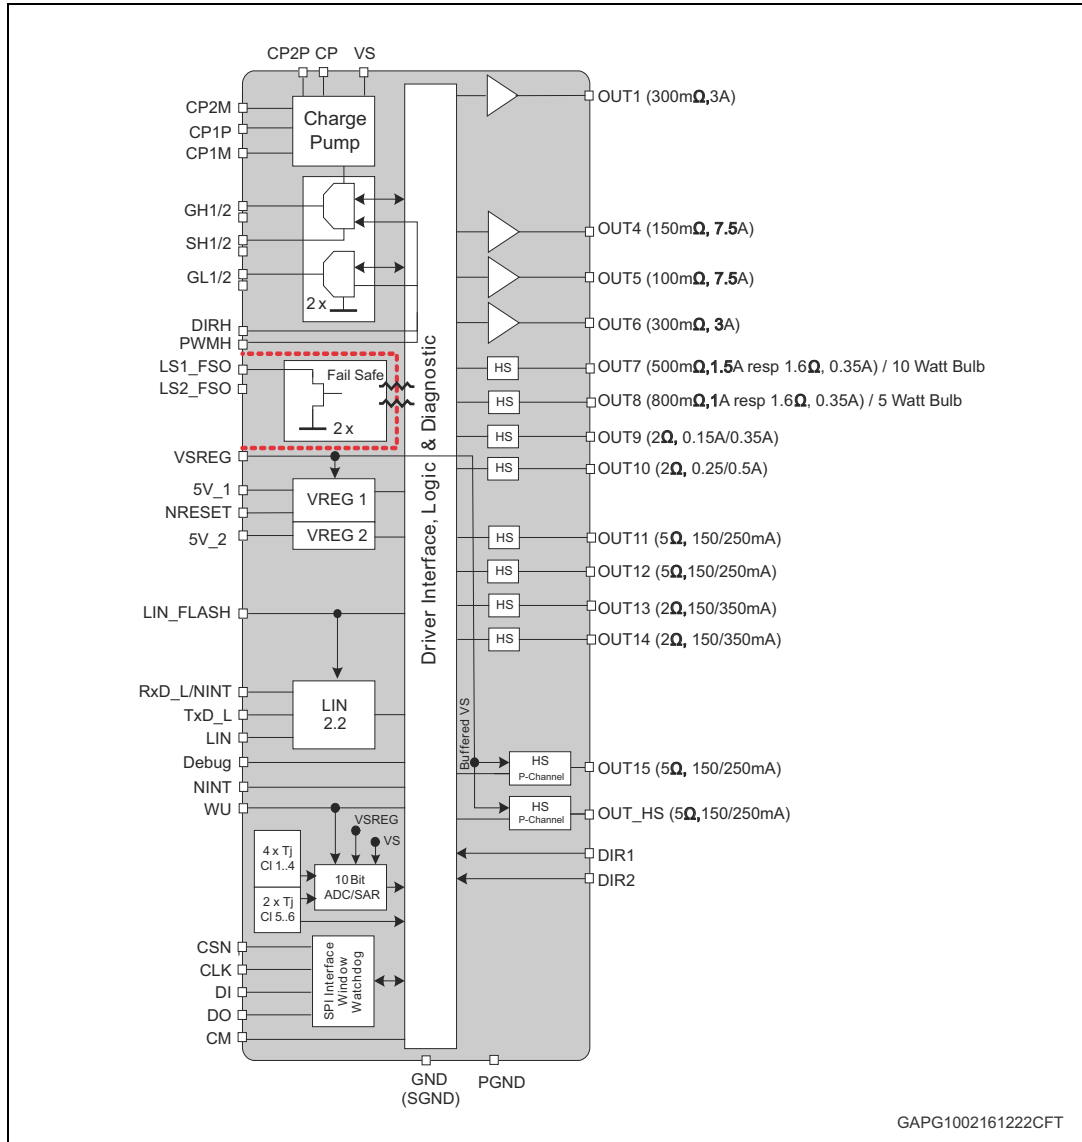 CP2P CP VS
CP2M
CP1P
CP1M
Charge
Pump
GH1/2
SH1/2
GL1/2
2 x
DIRH
PWMH
LS1_FSO
LS2_FSO
Fail Safe
2 x
VSREG
5V_1
NRESET
5V_2
VREG 1
VREG 2
LIN_FLASH
RxD_L/NINT
TxD_L
LIN
LIN
2.2
Debug
NINT
WU
VSREG
VS
4 x Tj
Cl 1..4
2 x Tj
Cl 5..6
10 Bit
ADC/SAR
CSN
CLK
DI
DO
CM
SPI Interface
Window
Watchdog
Driver Interface, Logic & Diagnostic
Buffered VS
OUT1 (300mΩ,3A)
OUT4 (150mΩ, 7.5A)
OUT5 (100mΩ, 7.5A)
OUT6 (300mΩ, 3A)
HS OUT7 (500mΩ,1.5A resp 1.6Ω, 0.35A) / 10 Watt Bulb
HS OUT8 (800mΩ,1A resp 1.6Ω, 0.35A) / 5 Watt Bulb
HS OUT9 (2Ω, 0.15A/0.35A)
HS OUT10 (2Ω, 0.25/0.5A)
HS OUT11 (5Ω, 150/250mA)
HS OUT12 (5Ω,150/250mA)
HS OUT13 (2Ω,150/350mA)
HS OUT14 (2Ω, 150/350mA)
HS
P-Channel
OUT15 (5Ω, 150/250mA)
HS
P-Channel
OUT_HS (5Ω,150/250mA)
DIR1
DIR2
GND
(SGND)
PGND
GAPG1002161222CFT